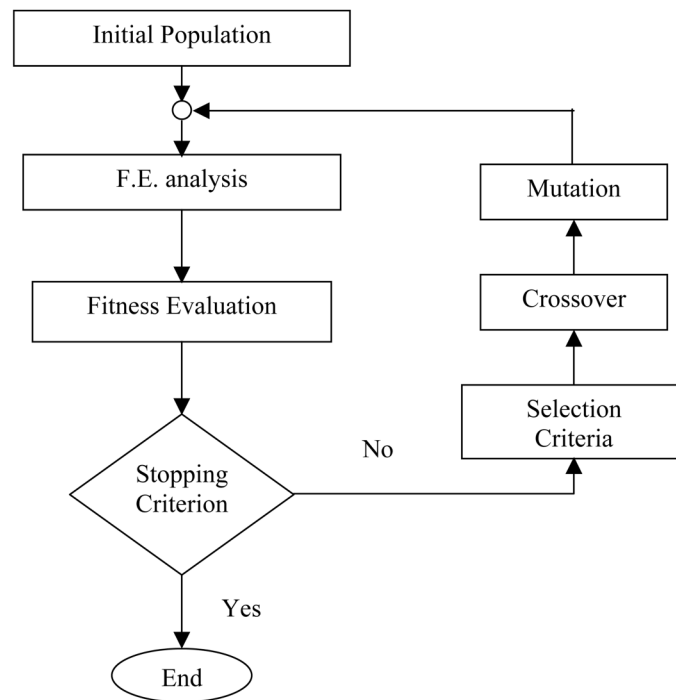 Initial Population
F.E. analysis
Fitness Evaluation
Stopping
Criterion
No
Yes
End
Selection
Criteria
Crossover
Mutation